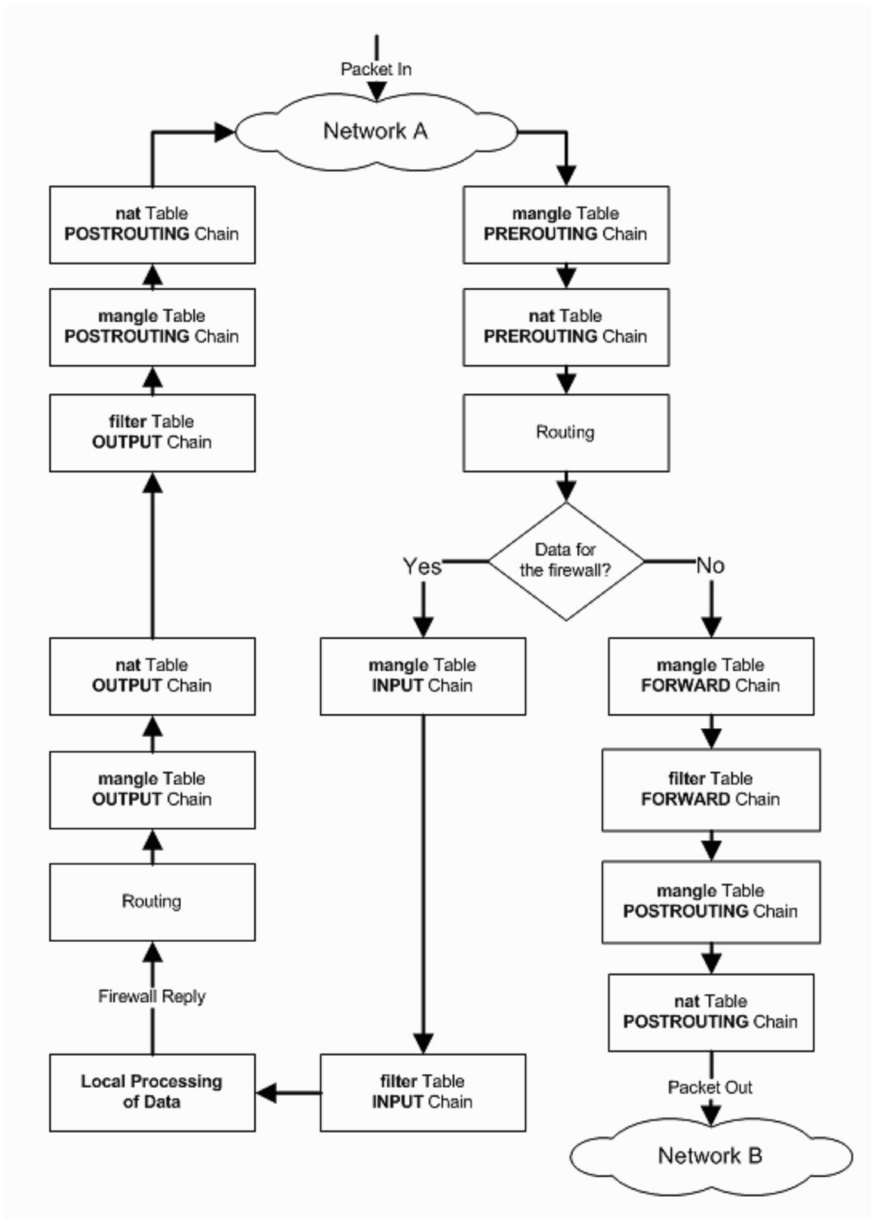 Packet In
Network A
nat Table
POSTROUTING Chain
mangle Table
PREROUTING Chain
mangle Table
POSTROUTING Chain
nat Table
PREROUTING Chain
filter Table
OUTPUT Chain
Routing
Data for
the firewall?
Yes
No
nat Table
OUTPUT Chain
mangle Table
INPUT Chain
mangle Table
FORWARD Chain
mangle Table
OUTPUT Chain
filter Table
FORWARD Chain
Routing
mangle Table
POSTROUTING Chain
Firewall Reply
nat Table
POSTROUTING Chain
Local Processing
of Data
filter Table
INPUT Chain
Packet Out
Network B